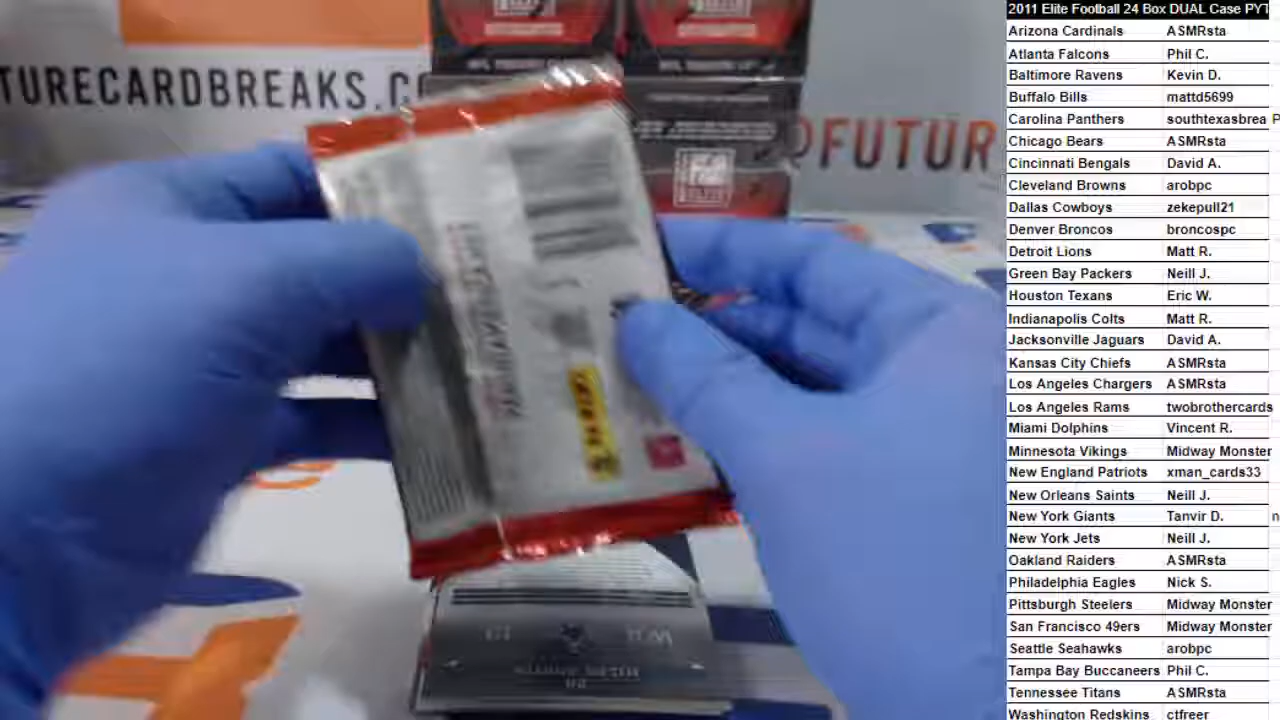 2011 Elite Football 24 Box DUAL Case PYT
Arizona Cardinals ASMRsta
Atlanta Falcons Phil C.
Baltimore Ravens Kevin D.
Buffalo Bills mattd5699
Carolina Panthers southtexasbrea P
Chicago Bears ASMRsta
Cincinnati Bengals David A.
Cleveland Browns arobpc
Dallas Cowboys zekepull21
Denver Broncos broncospc
Detroit Lions Matt R.
Green Bay Packers Neill J.
Houston Texans Eric W.
Indianapolis Colts Matt R.
Jacksonville Jaguars David A.
Kansas City Chiefs ASMRsta
Los Angeles Chargers ASMRsta
Los Angeles Rams twobrothercards
Miami Dolphins Vincent R.
Minnesota Vikings Midway Monster
New England Patriots xman_cards33
New Orleans Saints Neill J.
New York Giants Tanvir D. n
New York Jets Neill J.
Oakland Raiders ASMRsta
Philadelphia Eagles Nick S.
Pittsburgh Steelers Midway Monster
San Francisco 49ers Midway Monster
Seattle Seahawks arobpc
Tampa Bay Buccaneers Phil C.
Tennessee Titans ASMRsta
Washington Redskins ctfreer
TURECARDBREAKS.C
@FUTUR